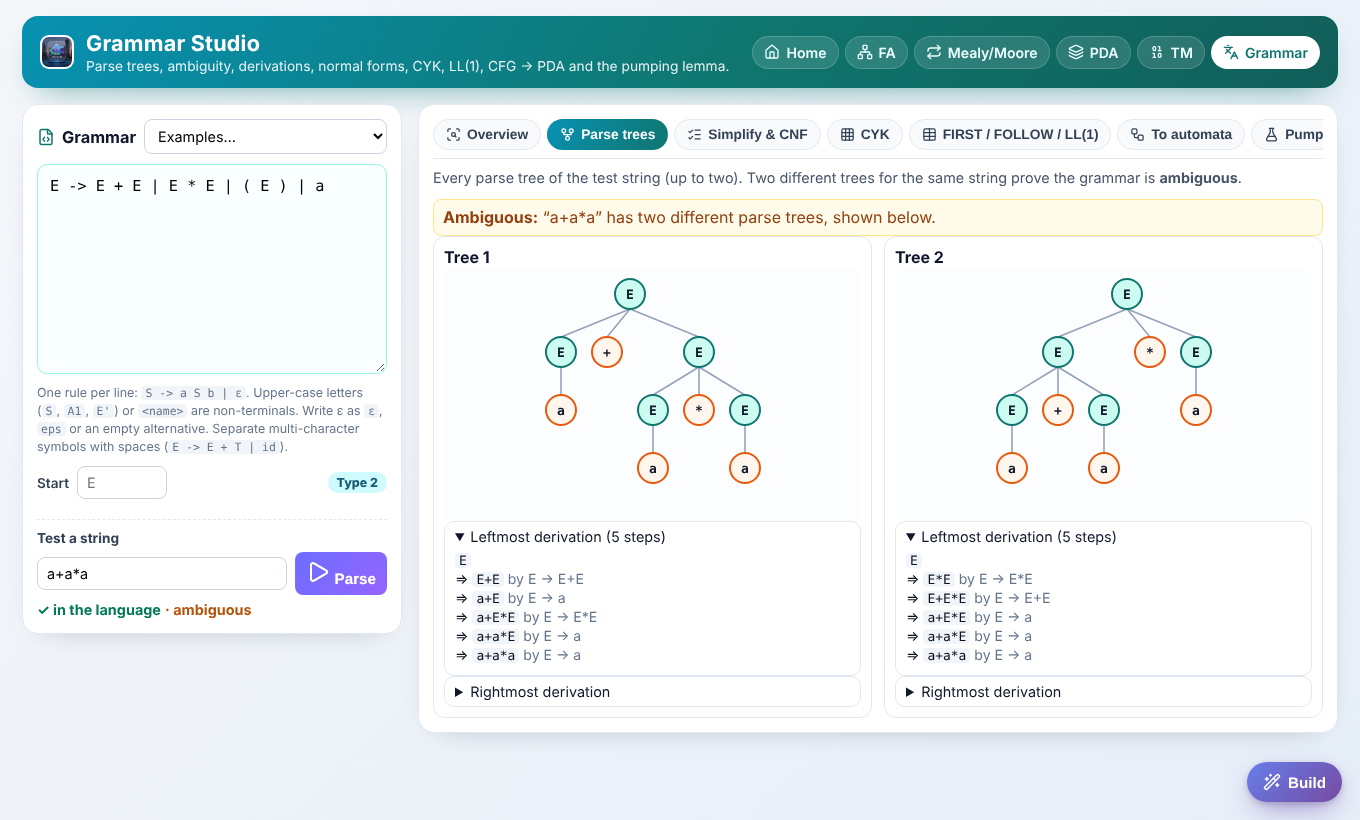 Grammar Studio
Parse trees, ambiguity, derivations, normal forms, CYK, LL(1), CFG → PDA and the pumping lemma.
Home
FA
Mealy/Moore
PDA
TM
Grammar
Grammar
Examples...
E -> E + E | E * E | ( E ) | a
One rule per line: S -> a S b | ε. Upper-case letters
(S, A1, E') or <name> are non-terminals. Write ε as ε,
eps or an empty alternative. Separate multi-character
symbols with spaces (E -> E + T | id).
Start
E
Type 2
Test a string
a+a*a
Parse
✓ in the language · ambiguous
Overview
Parse trees
Simplify & CNF
CYK
FIRST / FOLLOW / LL(1)
To automata
Pump
Every parse tree of the test string (up to two). Two different trees for the same string prove the grammar is ambiguous.
Ambiguous: “a+a*a” has two different parse trees, shown below.
Tree 1
E
E + E
a E * E
a a
▼ Leftmost derivation (5 steps)
E
⇒ E+E by E → E+E
⇒ a+E by E → a
⇒ a+E*E by E → E*E
⇒ a+a*E by E → a
⇒ a+a*a by E → a
▶ Rightmost derivation
Tree 2
E
E * E
E + E a
a a
▼ Leftmost derivation (5 steps)
E
⇒ E*E by E → E*E
⇒ E+E*E by E → E+E
⇒ a+E*E by E → a
⇒ a+a*E by E → a
⇒ a+a*a by E → a
▶ Rightmost derivation
Build